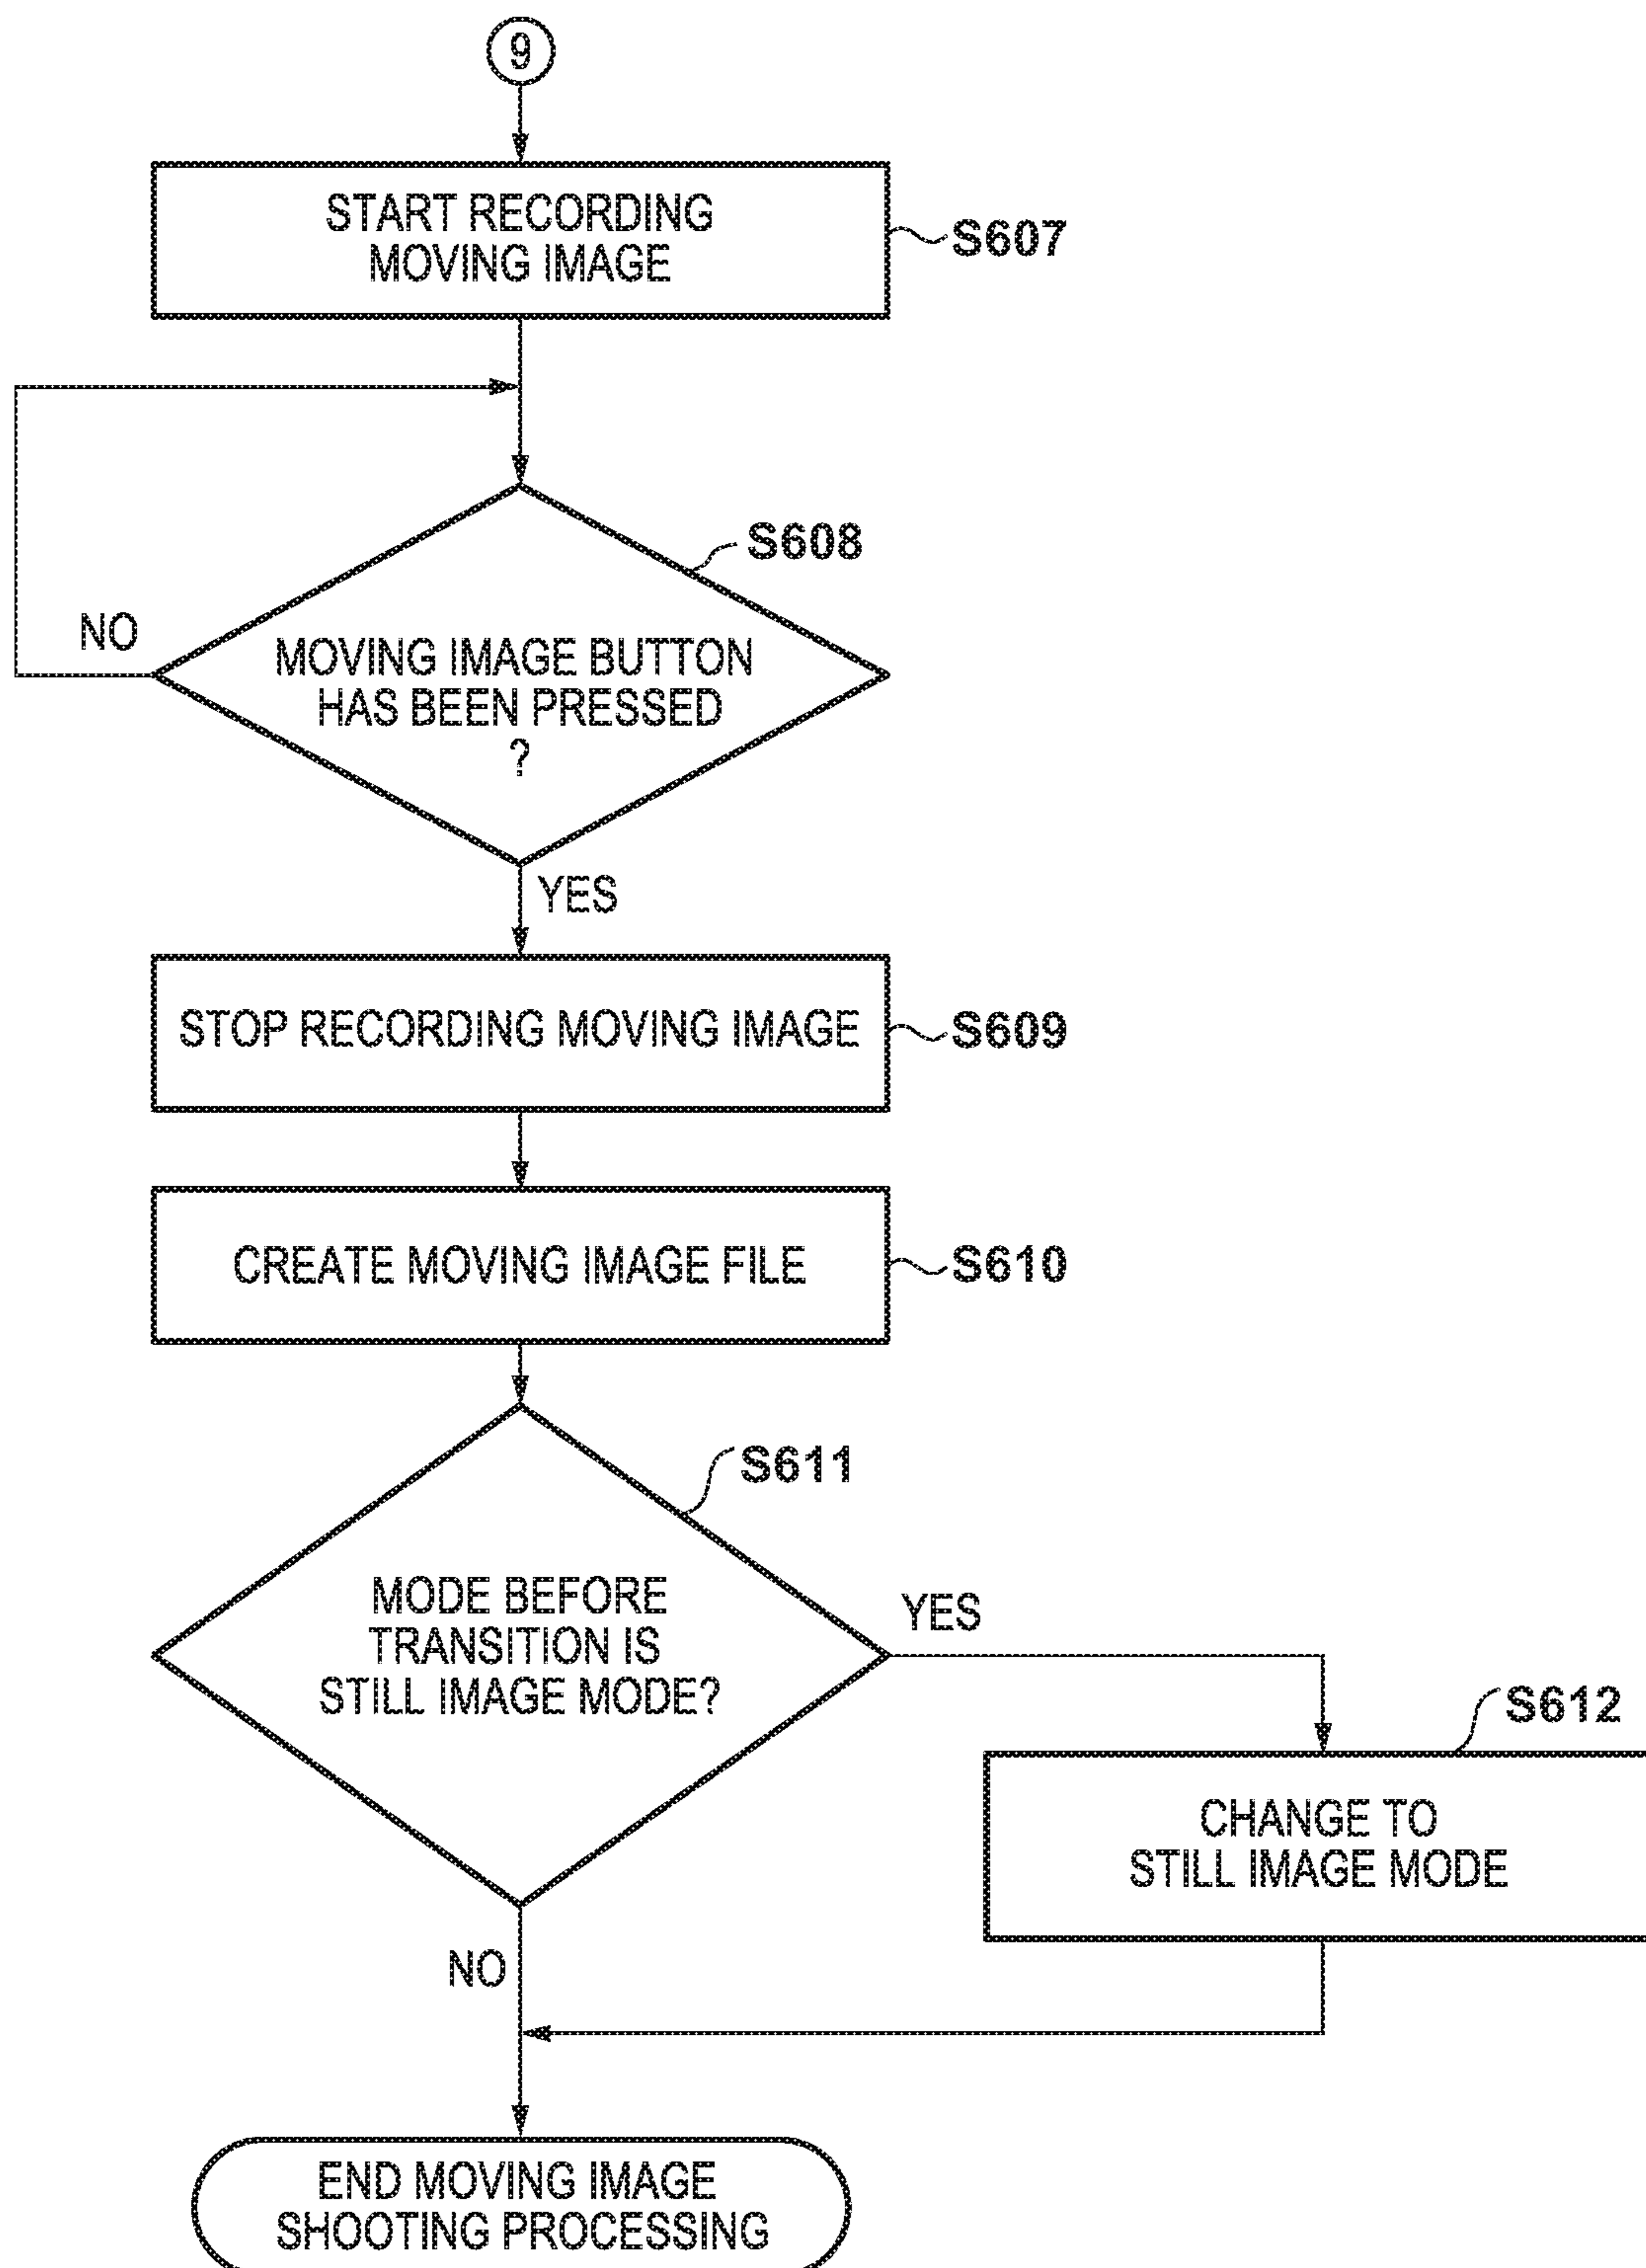 9
START RECORDING
MOVING IMAGE
S607
S608
NO
MOVING IMAGE BUTTON
HAS BEEN PRESSED
?
YES
STOP RECORDING MOVING IMAGE
S609
CREATE MOVING IMAGE FILE
S610
S611
MODE BEFORE
TRANSITION IS
STILL IMAGE MODE?
YES
S612
CHANGE TO
STILL IMAGE MODE
NO
END MOVING IMAGE
SHOOTING PROCESSING